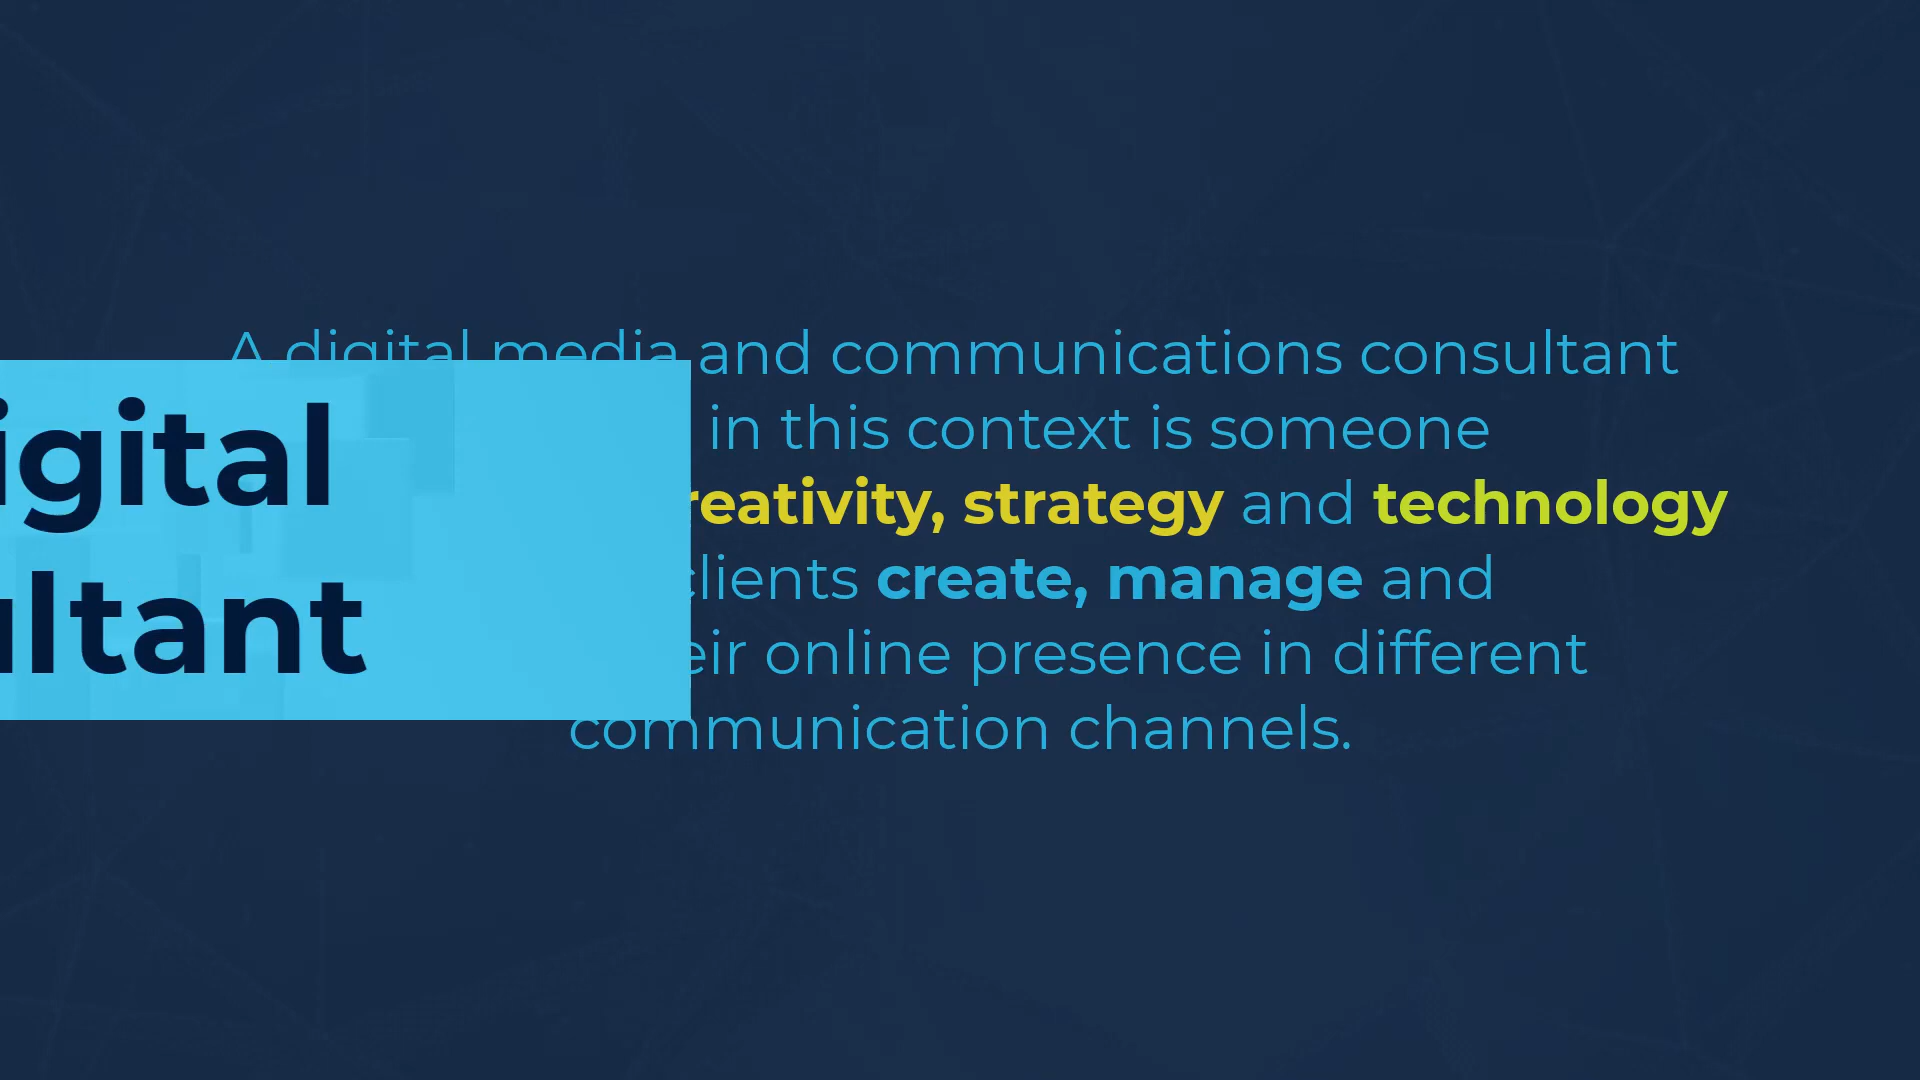 A digital media and communications consultant
in this context is someone
reativity, strategy and technology
clients create, manage and
eir online presence in different
communication channels.
igital
ultant